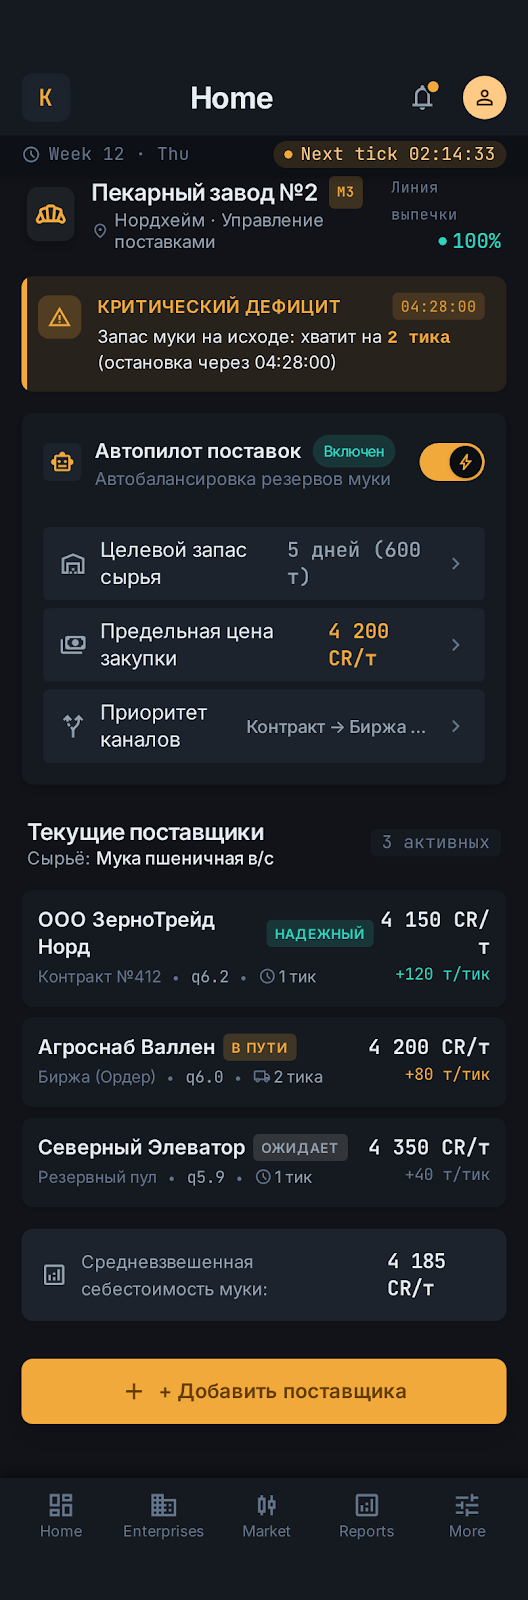 K
Home
Week 12 · Thu
Next tick 02:14:33
Пекарный завод №2
М3
Нордхейм · Управление
поставками
Линия
выпечки
100%
КРИТИЧЕСКИЙ ДЕФИЦИТ
04:28:00
Запас муки на исходе: хватит на 2 тика
(остановка через 04:28:00)
Автопилот поставок
Включен
Автобалансировка резервов муки
Целевой запас
сырья
5 дней (600
т)
Предельная цена
закупки
4 200
CR/т
Приоритет
каналов
Контракт → Биржа ...
Текущие поставщики
Сырьё: Мука пшеничная в/с
3 активных
ООО ЗерноТрейд
Норд
НАДЕЖНЫЙ
4 150 CR/
т
Контракт №412 • q6.2 • 1 тик
+120 т/тик
Агроснаб Валлен
В ПУТИ
4 200 CR/т
Биржа (Ордер) • q6.0 • 2 тика
+80 т/тик
Северный Элеватор
ОЖИДАЕТ
4 350 CR/т
Резервный пул • q5.9 • 1 тик
+40 т/тик
Средневзвешенная
себестоимость муки:
4 185
CR/т
+ Добавить поставщика
Home
Enterprises
Market
Reports
More